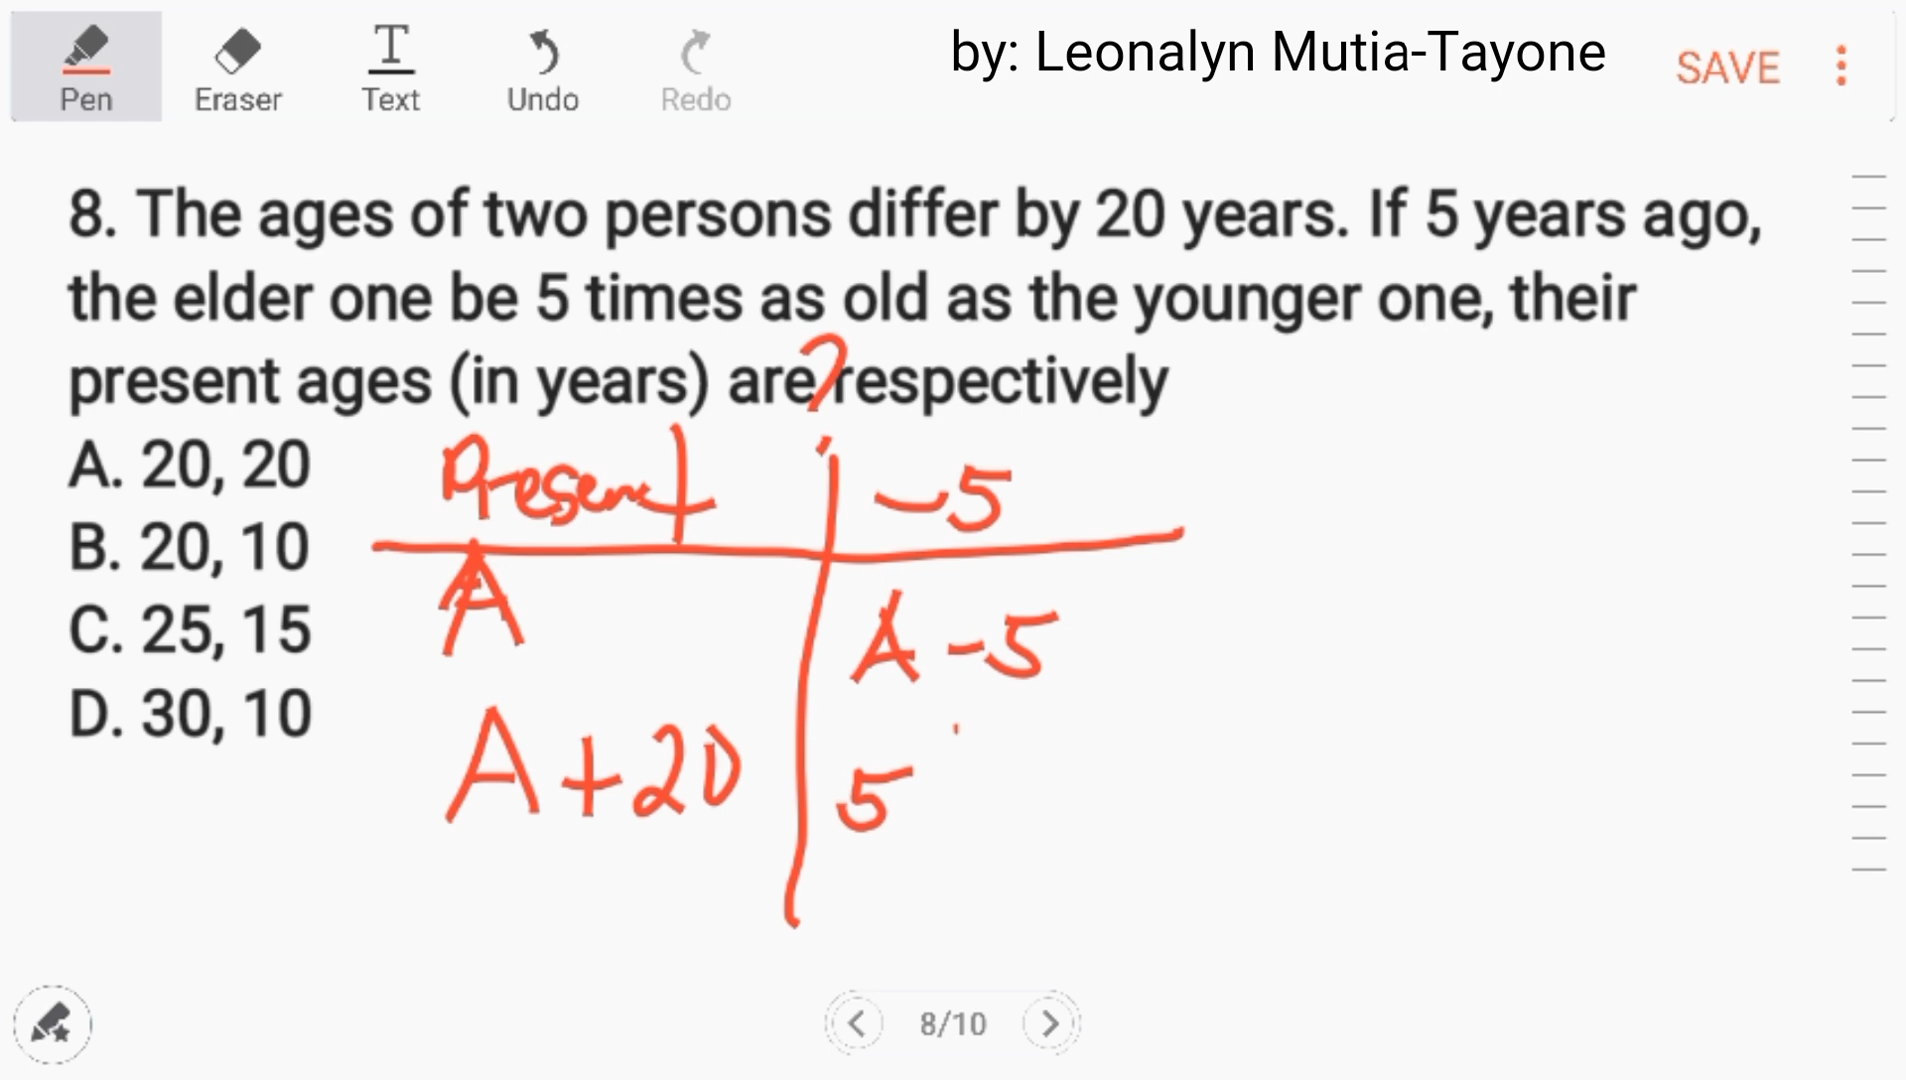 Pen
Eraser
Text
Undo
Redo
by: Leonalyn Mutia-Tayone
SAVE
8. The ages of two persons differ by 20 years. If 5 years ago,
the elder one be 5 times as old as the younger one, their
present ages (in years) are respectively
?
A. 20, 20
B. 20, 10
C. 25, 15
D. 30, 10
Present -5
A A -5
A+20 5
8/10